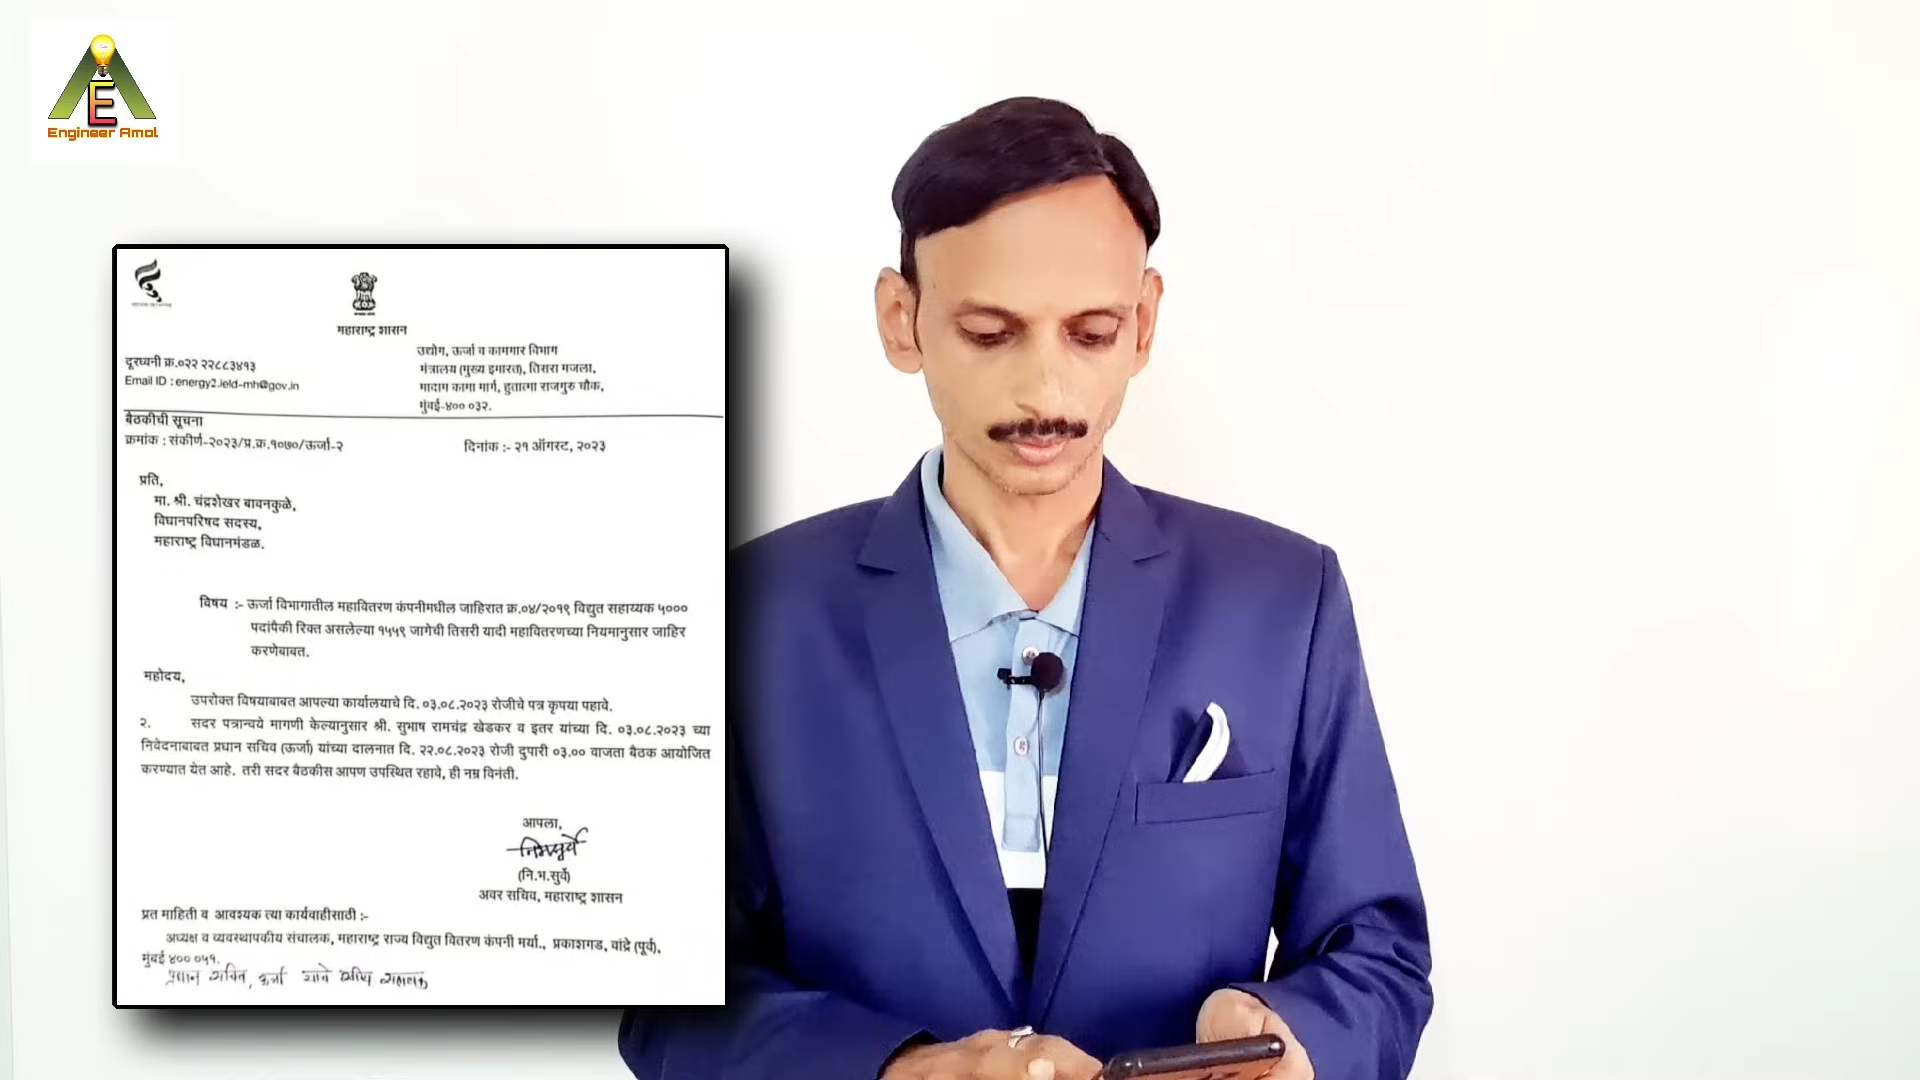 E
Engineer Amol
महाराष्ट्र शासन
दूरध्वनी क्र.०२२ २२८८३४१३
Email ID : energy2.ield-mh@gov.in
उद्योग, ऊर्जा व कामगार विभाग
मंत्रालय (मुख्य इमारत), तिसरा मजला,
मादाम कामा मार्ग, हुतात्मा राजगुरु चौक,
मुंबई-४०० ०३२.
बैठकीची सूचना
क्रमांक : संकीर्ण-२०२३/प्र.क्र.१०७०/ऊर्जा-२
दिनांक :- २१ ऑगस्ट, २०२३
प्रति,
मा. श्री. चंद्रशेखर बावनकुळे,
विधानपरिषद सदस्य,
महाराष्ट्र विधानमंडळ.
विषय :- ऊर्जा विभागातील महावितरण कंपनीमधील जाहिरात क्र.०४/२०१९ विद्युत सहाय्यक ५०००
पदांपैकी रिक्त असलेल्या १५५९ जागेची तिसरी यादी महावितरणच्या नियमानुसार जाहिर
करणेबाबत.
महोदय,
उपरोक्त विषयाबाबत आपल्या कार्यालयाचे दि. ०३.०८.२०२३ रोजीचे पत्र कृपया पहावे.
२. सदर पत्रान्वये मागणी केल्यानुसार श्री. सुभाष रामचंद्र खेडकर व इतर यांच्या दि. ०३.०८.२०२३ च्या
निवेदनाबाबत प्रधान सचिव (ऊर्जा) यांच्या दालनात दि. २२.०८.२०२३ रोजी दुपारी ०३.०० वाजता बैठक आयोजित
करण्यात येत आहे. तरी सदर बैठकीस आपण उपस्थित रहावे, ही नम्र विनंती.
आपला,
(नि.भ.सुर्वे)
अवर सचिव, महाराष्ट्र शासन
प्रत माहिती व आवश्यक त्या कार्यवाहीसाठी :-
अध्यक्ष व व्यवस्थापकीय संचालक, महाराष्ट्र राज्य विद्युत वितरण कंपनी मर्या., प्रकाशगड, वांद्रे (पूर्व),
मुंबई ४०० ०५१.
प्रधान सचिव, ऊर्जा यांचे